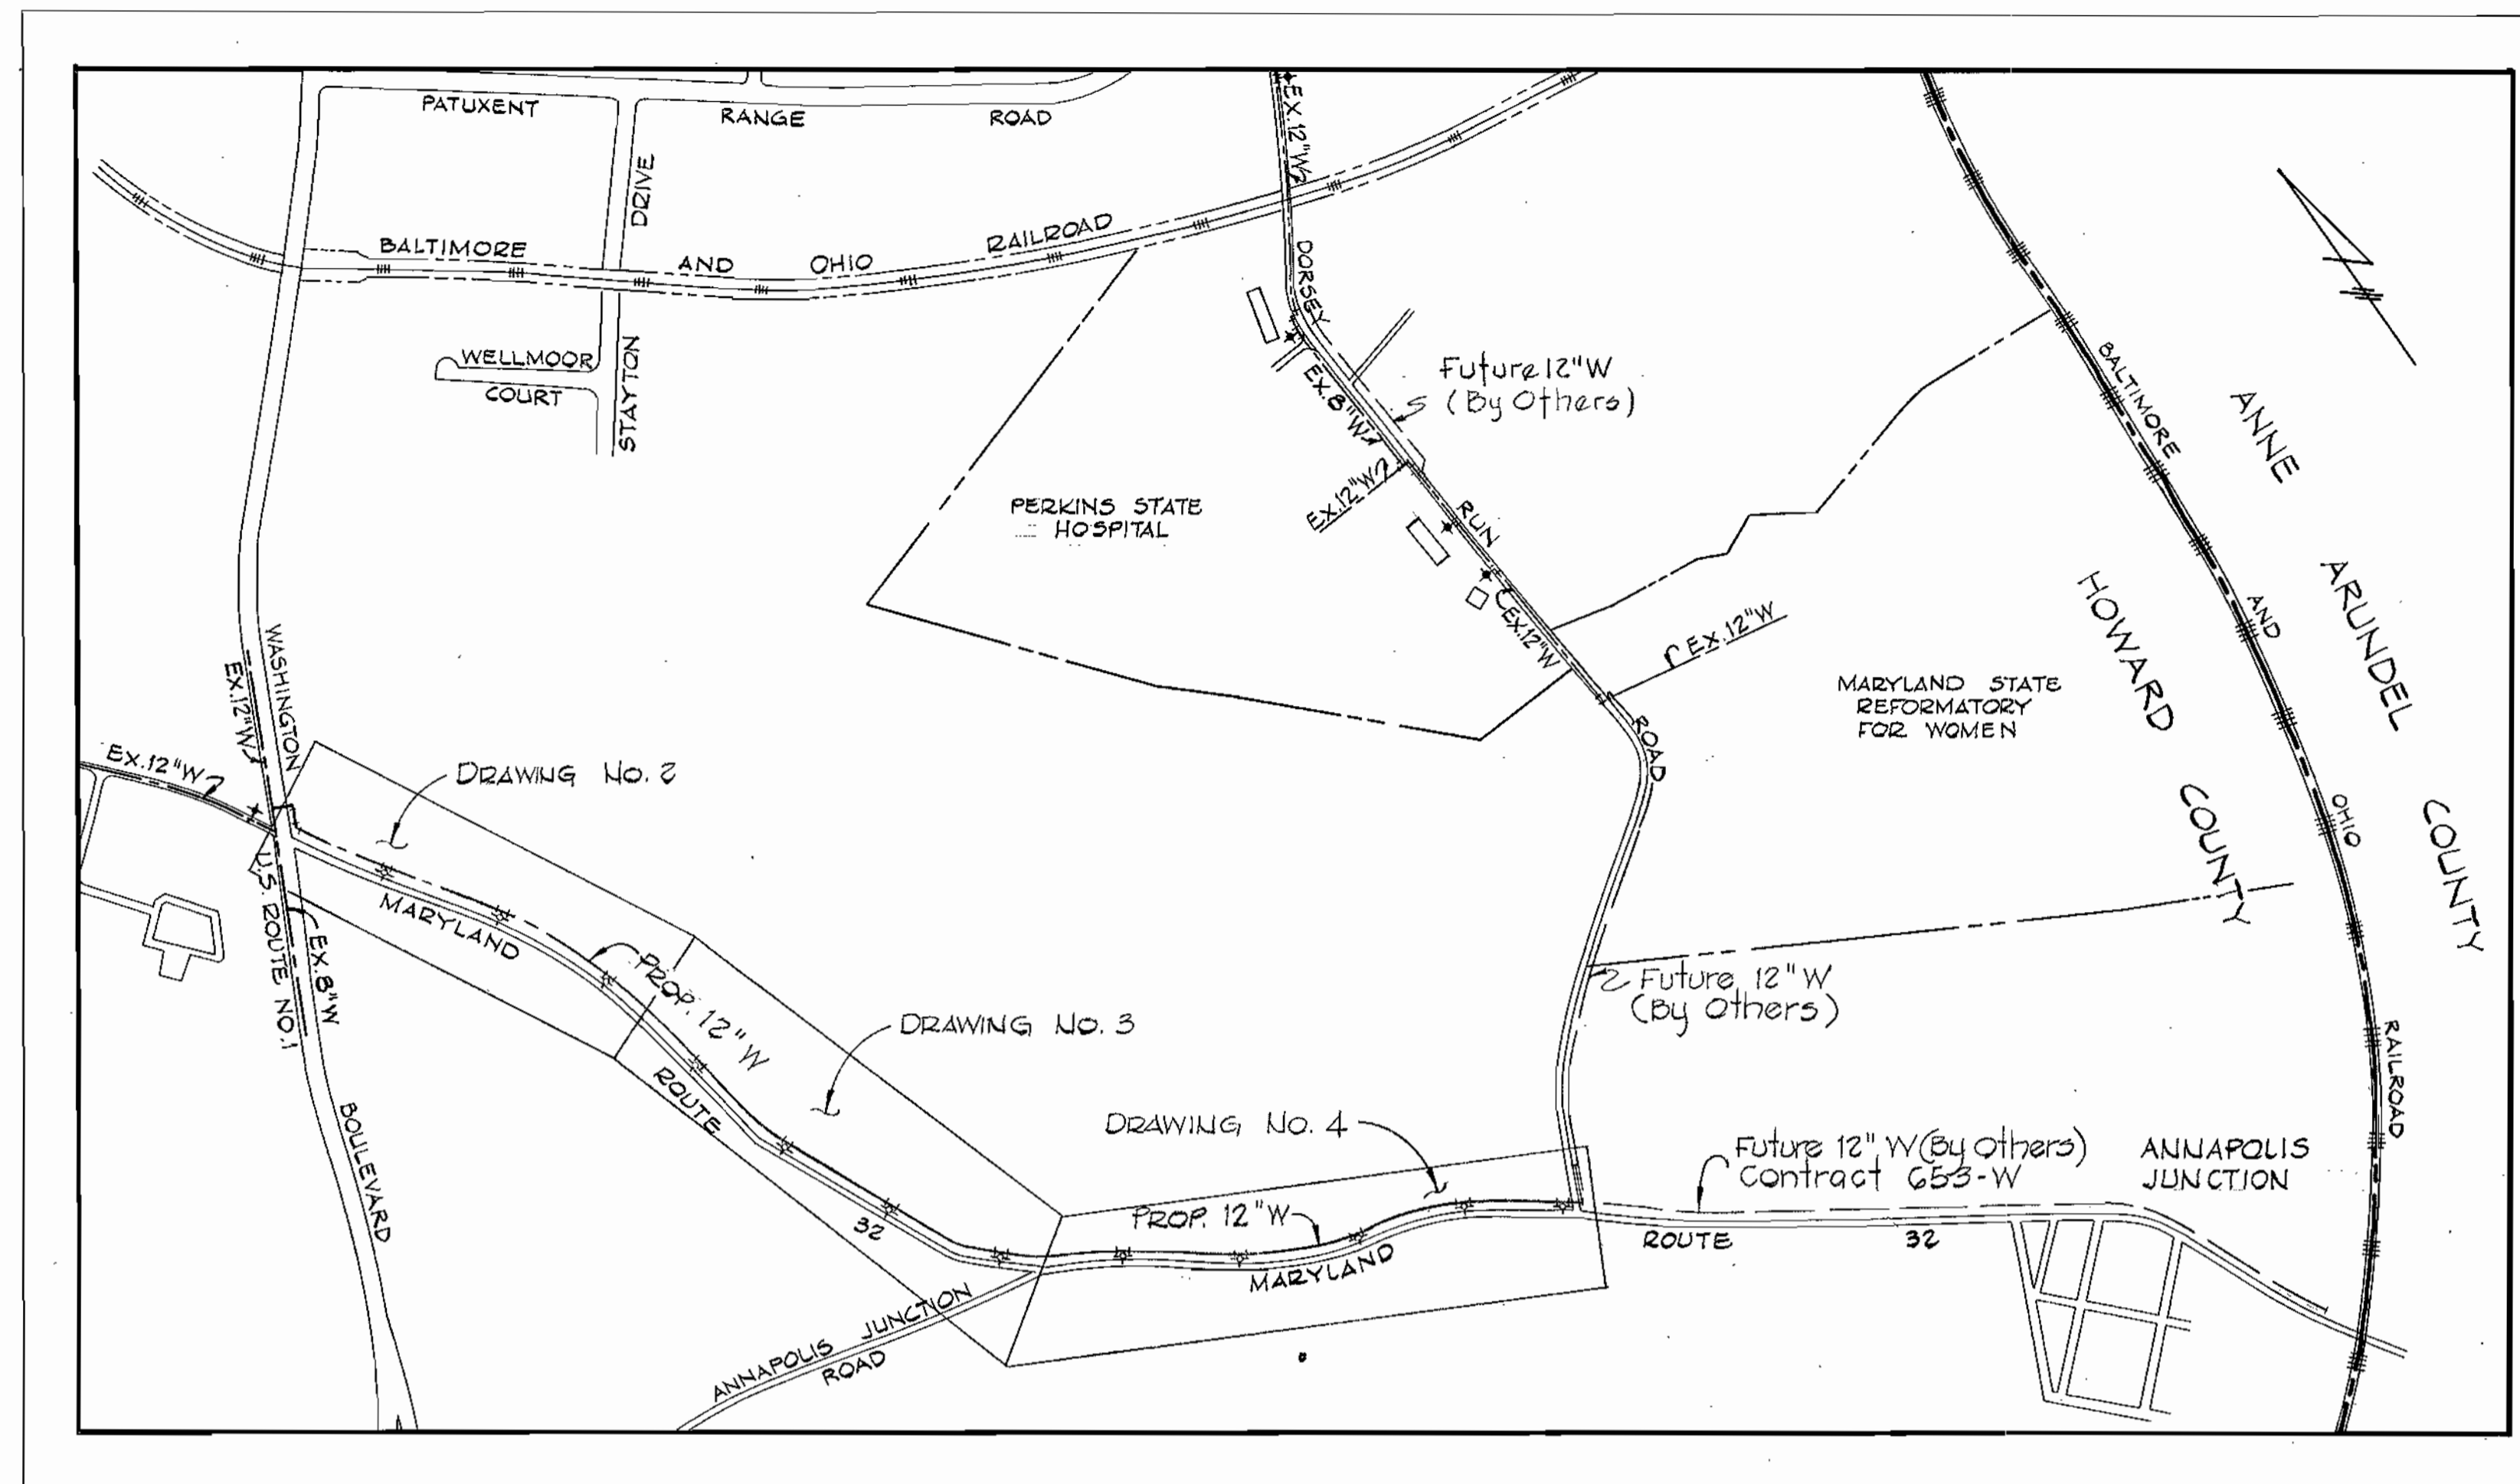 PATUXENT RANGE ROAD
EX. 12" W
DRIVE
BALTIMORE AND OHIO RAILROAD
DORSEY
WELLMOOR
COURT
STAYTON
Future 12" W
(By Others)
EX. 8" W
EX. 12" W
BALTIMORE
ANNE
PERKINS STATE
HOSPITAL
RUN
EX. 12" W
EX. 12" W
AND
ARUNDEL
HOWARD
MARYLAND STATE
REFORMATORY
FOR WOMEN
ROAD
WASHINGTON
EX. 12" W
EX. 12" W
DRAWING No. 2
OHIO
COUNTY
COUNTY
U.S. ROUTE NO. 1
EX. 8" W
MARYLAND
PROP. 12" W
Future 12" W
(By Others)
DRAWING No. 3
ROUTE
RAILROAD
BOULEVARD
DRAWING No. 4
Future 12" W (By Others)
Contract 653-W
ANNAPOLIS
JUNCTION
PROP. 12" W
32
MARYLAND
ROUTE 32
ANNAPOLIS JUNCTION
ROAD